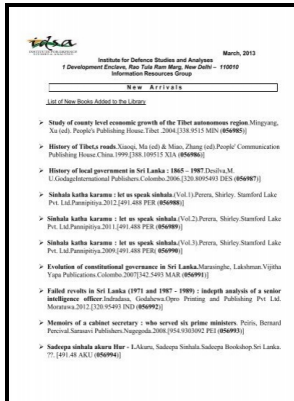 idsa
March, 2013
Institute for Defence Studies and Analyses
1 Development Enclave, Rao Tula Ram Marg, New Delhi – 110010
Information Resources Group
New Arrivals
List of New Books Added to the Library
➢ Study of county level economic growth of the Tibet autonomous region.Mingyang,
Xu (ed). People's Publishing House.Tibet .2004.[338.9515 MIN (056985)]
➢ History of Tibet,s roads.Xiaoqi, Ma (ed) & Miao, Zhang (ed).People' Communication
Publishing House.China.1999.[388.109515 XIA (056986)]
➢ History of local government in Sri Lanka : 1865 – 1987.Desilva,M.
U.GodageInternational Publishers.Colombo.2006.[320.8095493 DES (056987)]
➢ Sinhala katha karamu : let us speak sinhala.(Vol.1).Perera, Shirley. Stamford Lake
Pvt. Ltd.Pannipitiya.2012.[491.488 PER (056988)]
➢ Sinhala katha karamu : let us speak sinhala.(Vol.2).Perera, Shirley.Stamford Lake
Pvt, Ltd.Pannipitiya.2011.[491.488 PER (056989)]
➢ Sinhala katha karamu : let us speak sinhala.(Vol.3).Perera, Shirley.Stamford Lake
Pvt, Ltd.Pannipitiya.2009.[491.488 PER (056990)]
➢ Evolution of constitutional governance in Sri Lanka.Marasinghe, Lakshman.Vijitha
Yapa Publications.Colombo.2007[342.5493 MAR (056991)]
➢ Failed revolts in Sri Lanka (1971 and 1987 - 1989) : indepth analysis of a senior
intelligence officer.Indradasa, Godahewa.Opro Printing and Publishing Pvt Ltd.
Moratuwa.2012.[320.95493 IND (056992)]
➢ Memoirs of a cabinet secretary : who served six prime ministers. Peiris, Bernard
Percival.Sarasavi Publishers.Nugegoda.2008.[954.9303092 PEI (056993)]
➢ Sadeepa sinhala akuru Hur - 1.Akuru, Sadeepa Sinhala.Sadeepa Bookshop.Sri Lanka.
??. [491.48 AKU (056994)]